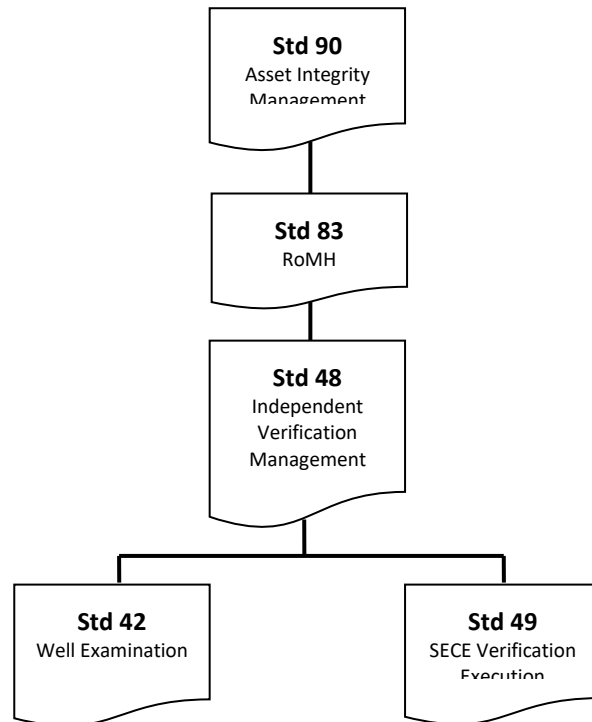 Std 90
Asset Integrity
Management
Std 83
RoMH
Std 48
Independent
Verification
Management
Std 42
Well Examination
Std 49
SECE Verification
Execution